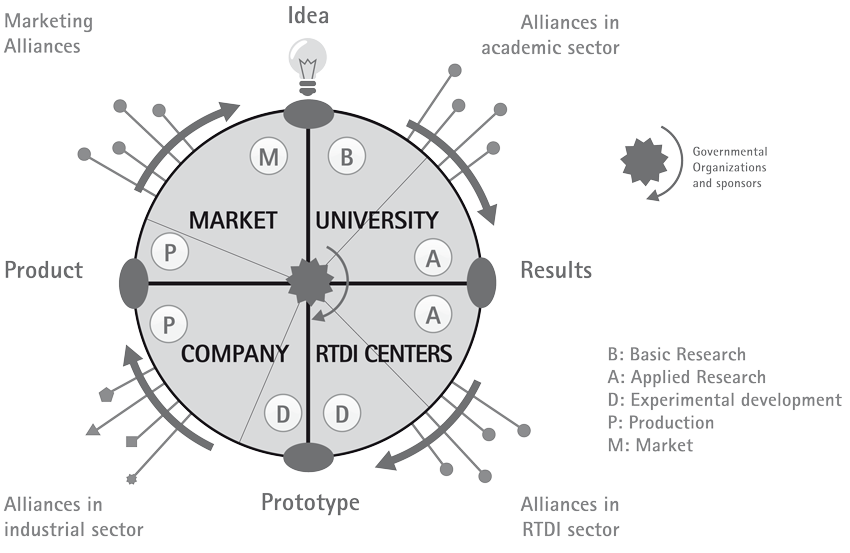 Marketing
Alliances
Idea
Alliances in
academic sector
M
B
Governmental
Organizations
and sponsors
MARKET
UNIVERSITY
P
A
Product
Results
P
A
COMPANY
RTDI CENTERS
B: Basic Research
A: Applied Research
D: Experimental development
P: Production
M: Market
D
D
Prototype
Alliances in
industrial sector
Alliances in
RTDI sector